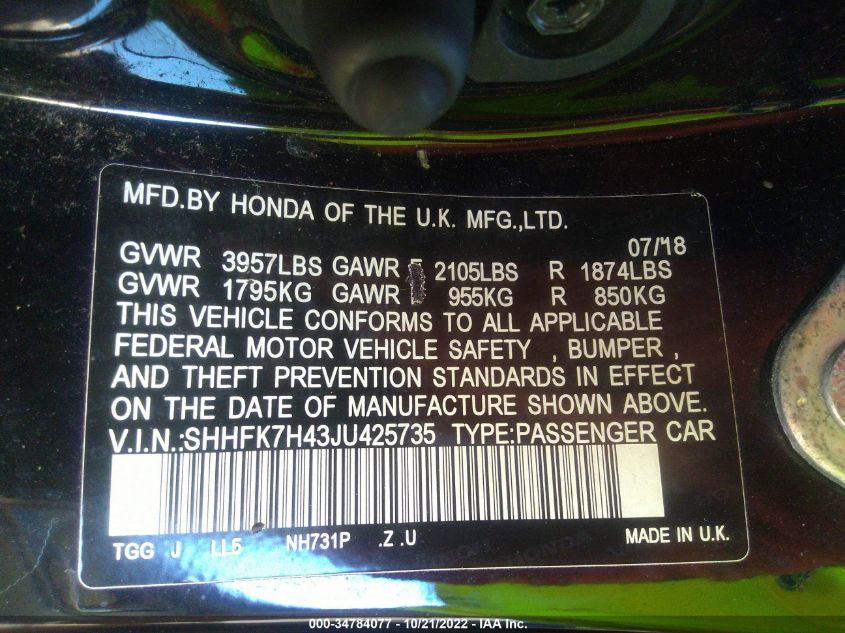 MFD.BY HONDA OF THE U.K. MFG.,LTD.
07/18
GVWR 3957LBS GAWR F 2105LBS R 1874LBS
GVWR 1795KG GAWR 955KG R 850KG
THIS VEHICLE CONFORMS TO ALL APPLICABLE
FEDERAL MOTOR VEHICLE SAFETY , BUMPER ,
AND THEFT PREVENTION STANDARDS IN EFFECT
ON THE DATE OF MANUFACTURE SHOWN ABOVE.
V.I.N.:SHHFK7H43JU425735 TYPE:PASSENGER CAR
TGG J LL5 NH731P .Z .U MADE IN U.K.
000-34784077 - 10/21/2022 - IAA Inc.